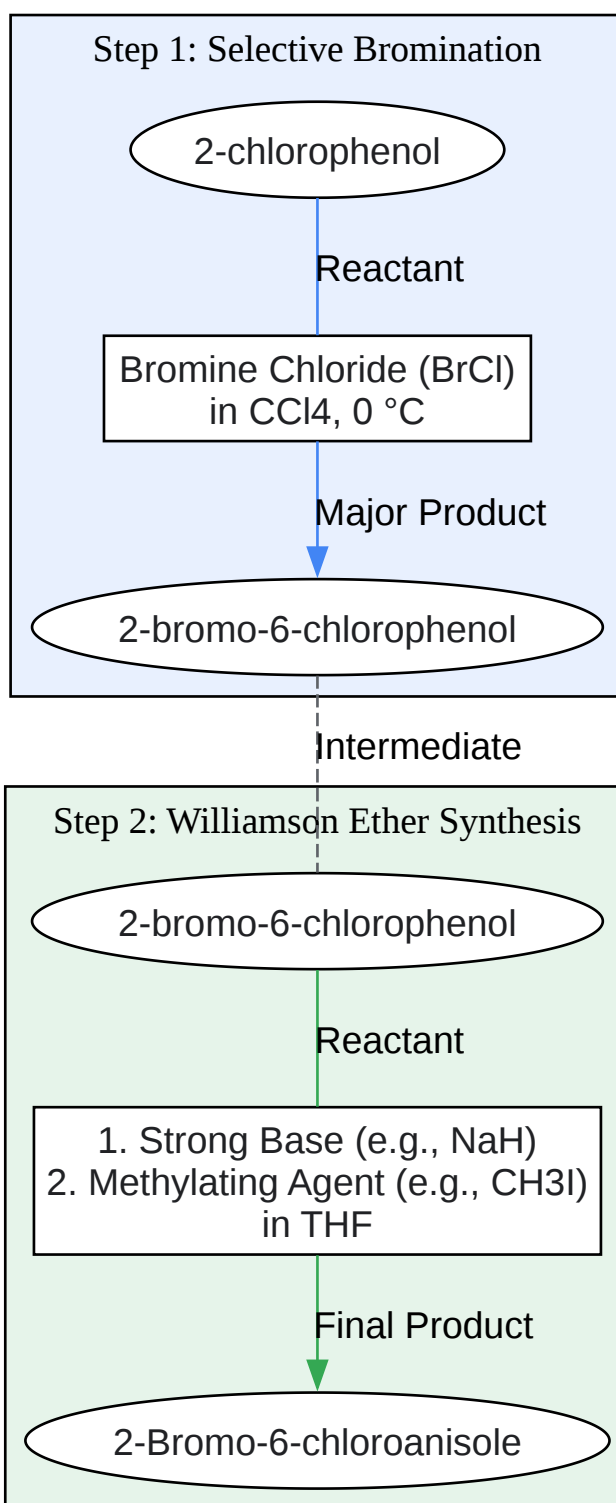 Step 1: Selective Bromination
2-chlorophenol
Reactant
Bromine Chloride (BrCl)
in CCl4, 0 °C
Major Product
2-bromo-6-chlorophenol
Intermediate
Step 2: Williamson Ether Synthesis
2-bromo-6-chlorophenol
Reactant
1. Strong Base (e.g., NaH)
2. Methylating Agent (e.g., CH3I)
in THF
Final Product
2-Bromo-6-chloroanisole